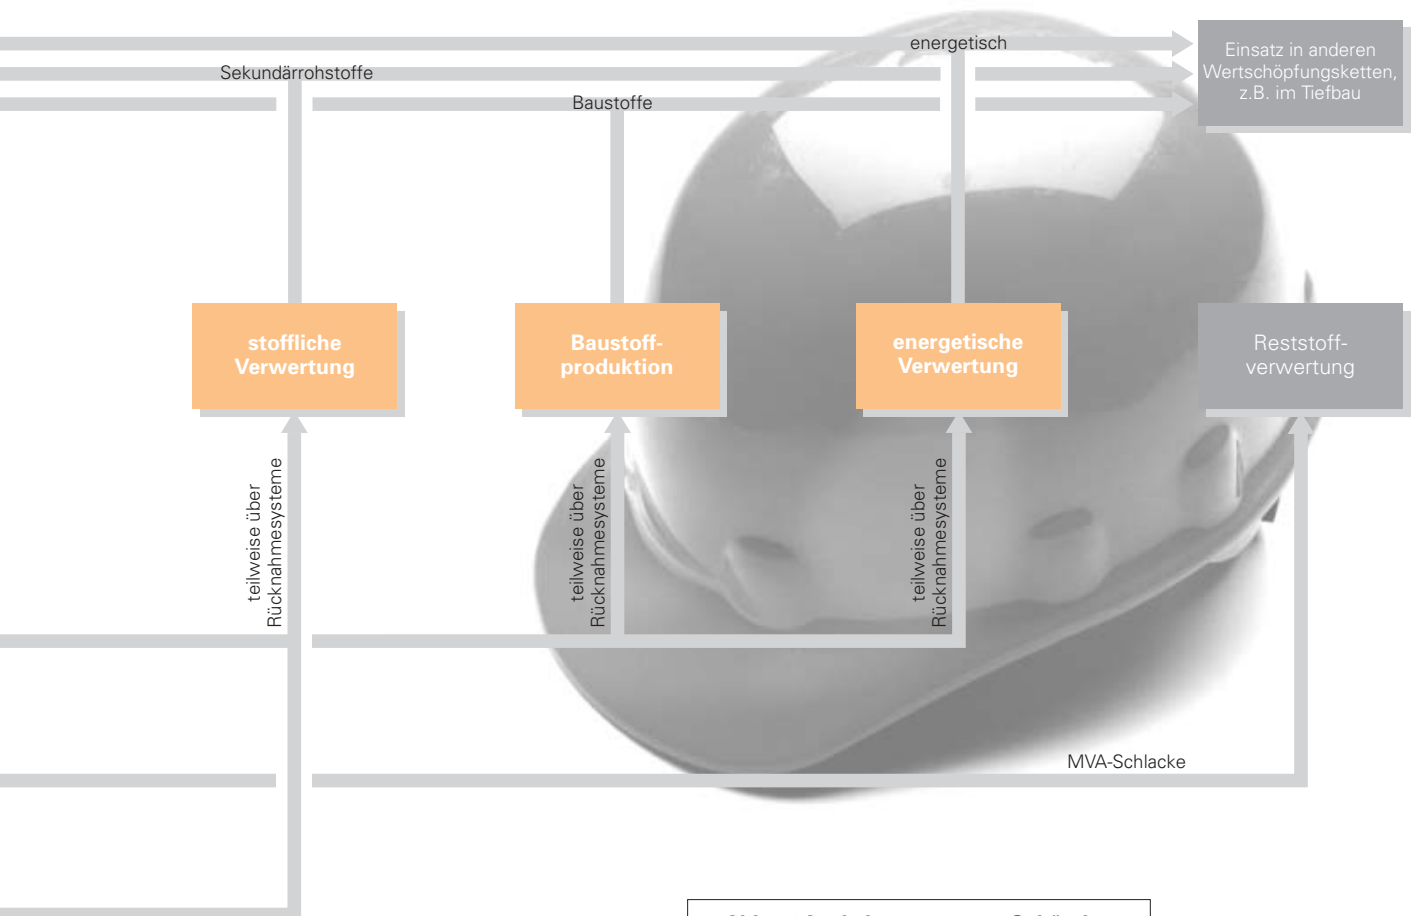 energetisch
Sekundärrohstoffe
Baustoffe
Einsatz in anderen
Wertschöpfungsketten,
z.B. im Tiefbau
stoffliche
Verwertung
Baustoff-
produktion
energetische
Verwertung
Reststoff-
verwertung
teilweise über
Rücknahmesysteme
teilweise über
Rücknahmesysteme
teilweise über
Rücknahmesysteme
MVA-Schlacke